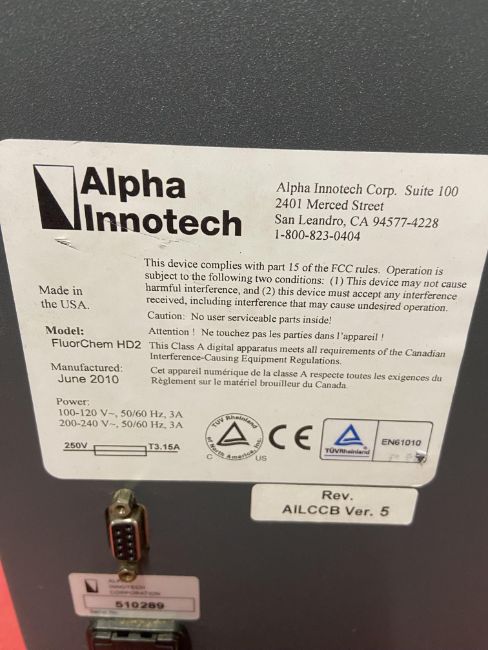 Alpha
Innotech
Alpha Innotech Corp. Suite 100
2401 Merced Street
San Leandro, CA 94577-4228
1-800-823-0404
Made in
the USA.
This device complies with part 15 of the FCC rules. Operation is
subject to the following two conditions: (1) This device may not cause
harmful interference, and (2) this device must accept any interference
received, including interference that may cause undesired operation.
Caution: No user serviceable parts inside!
Attention ! Ne touchez pas les parties dans l'appareil !
Model:
FluorChem HD2
This Class A digital apparatus meets all requirements of the Canadian
Interference-Causing Equipment Regulations.
Manufactured:
June 2010
Cet appareil numérique de la classe A respecte toutes les exigences du
Règlement sur le matériel brouilleur du Canada.
Power:
100-120 V~, 50/60 Hz, 3A
200-240 V~, 50/60 Hz, 3A
250V T3.15A
TUV Rheinland
of North America, Inc.
C US
CE
TÜVRheinland
EN61010
Rev.
AILCCB Ver. 5
ALPHA
INNOTECH
CORPORATION
510289
Serial No.